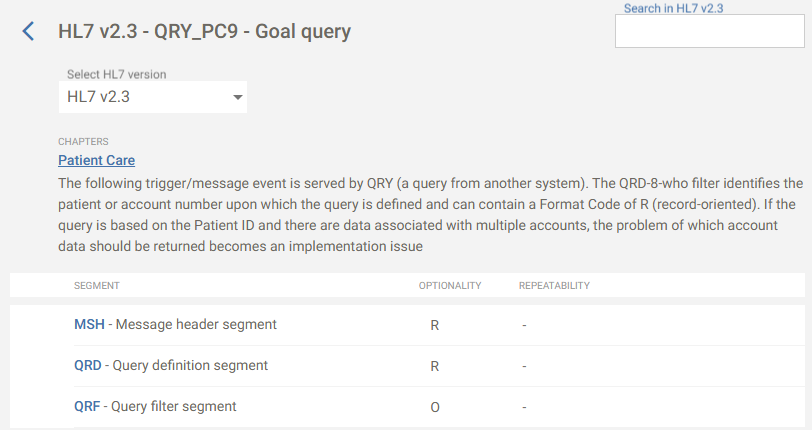 Search in HL7 v2.3
HL7 v2.3 - QRY_PC9 - Goal query
Select HL7 version
HL7 v2.3
CHAPTERS
Patient Care
The following trigger/message event is served by QRY (a query from another system). The QRD-8-who filter identifies the
patient or account number upon which the query is defined and can contain a Format Code of R (record-oriented). If the
query is based on the Patient ID and there are data associated with multiple accounts, the problem of which account
data should be returned becomes an implementation issue
SEGMENT OPTIONALITY REPEATABILITY
MSH - Message header segment R -
QRD - Query definition segment R -
QRF - Query filter segment O -